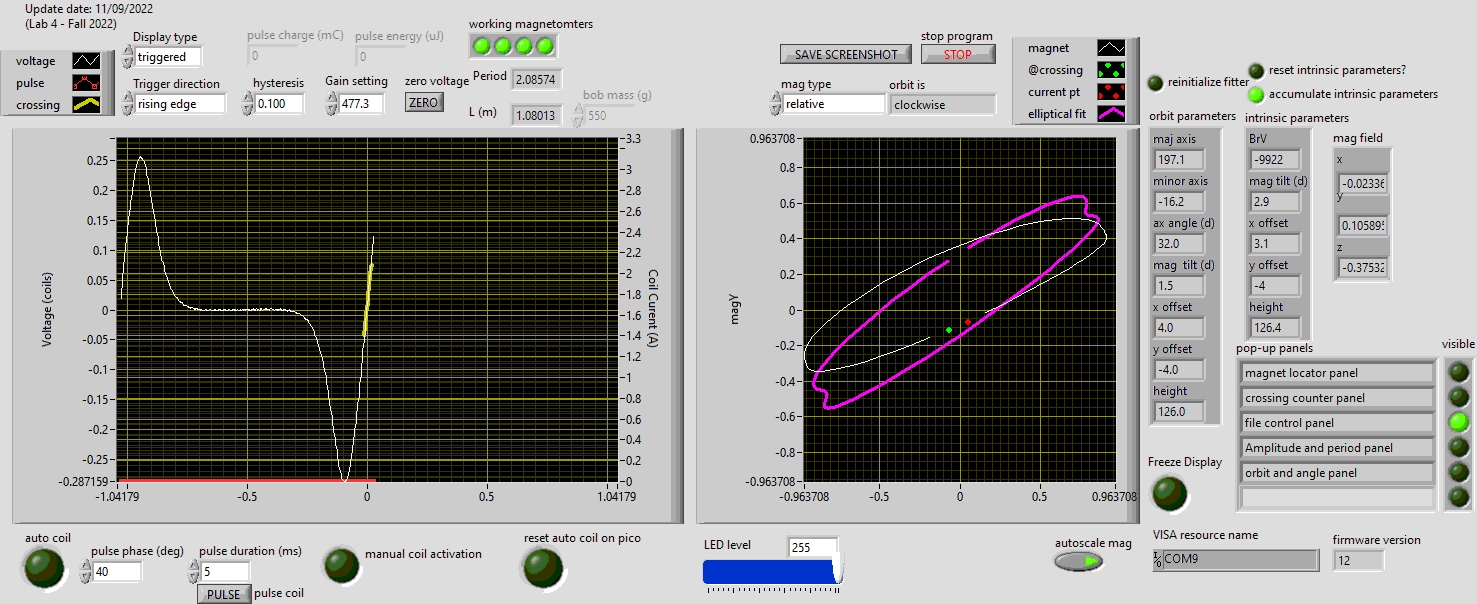 Update date: 11/09/2022
(Lab 4 - Fall 2022)
voltage
pulse
crossing
Display type
triggered
Trigger direction
rising edge
pulse charge (mC)
0
pulse energy (uJ)
0
hysteresis
0.100
Gain setting
477.3
zero voltage
ZERO
working magnetomters
Period
2.08574
L (m)
1.08013
bob mass (g)
550
SAVE SCREENSHOT
stop program
STOP
mag type
relative
orbit is
clockwise
magnet
@crossing
current pt
elliptical fit
reinitialize fitter
reset intrinsic parameters?
accumulate intrinsic parameters
Voltage (coils)
0.25
0.2
0.15
0.1
0.05
0
-0.05
-0.1
-0.15
-0.2
-0.25
-0.287159
-1.04179
-0.5
0
0.5
1.04179
3.3
3
2.8
2.6
2.4
2.2
2
1.8
1.6
1.4
1.2
1
0.8
0.6
0.4
0.2
0
Coil Current (A)
magY
0.963708
0.8
0.6
0.4
0.2
0
-0.2
-0.4
-0.6
-0.8
-0.963708
-0.963708
-0.5
0
0.5
0.963708
orbit parameters
maj axis
197.1
minor axis
-16.2
ax angle (d)
32.0
mag tilt (d)
1.5
x offset
4.0
y offset
-4.0
height
126.0
intrinsic parameters
BrV
-9922
mag tilt (d)
2.9
x offset
3.1
y offset
-4
height
126.4
mag field
x
-0.02336
y
0.105895
z
-0.37532
pop-up panels
visible
magnet locator panel
crossing counter panel
file control panel
Amplitude and period panel
orbit and angle panel
Freeze Display
auto coil
pulse phase (deg)
40
pulse duration (ms)
5
PULSE
pulse coil
manual coil activation
reset auto coil on pico
LED level
255
autoscale mag
VISA resource name
COM9
firmware version
12